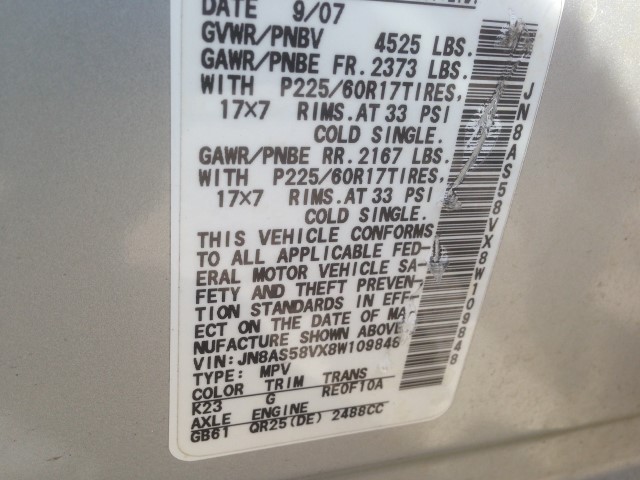 DATE 9/07
GVWR/PNBV 4525 LBS.
GAWR/PNBE FR. 2373 LBS.
WITH P225/60R17TIRES,
17×7 RIMS.AT 33 PSI
COLD SINGLE.
GAWR/PNBE RR. 2167 LBS.
WITH P225/60R17TIRES,
17×7 RIMS.AT 33 PSI
COLD SINGLE.
THIS VEHICLE CONFORMS
TO ALL APPLICABLE FED-
ERAL MOTOR VEHICLE SA-
FETY AND THEFT PREVEN-
TION STANDARDS IN EFF-
ECT ON THE DATE OF MA-
NUFACTURE SHOWN ABOVE
VIN: JN8AS58VX8W109848
TYPE: MPV
COLOR TRIM TRANS
K23 G RE0F10A
AXLE ENGINE
GB61 QR25(DE) 2488CC
JN8AS58VX8W109848